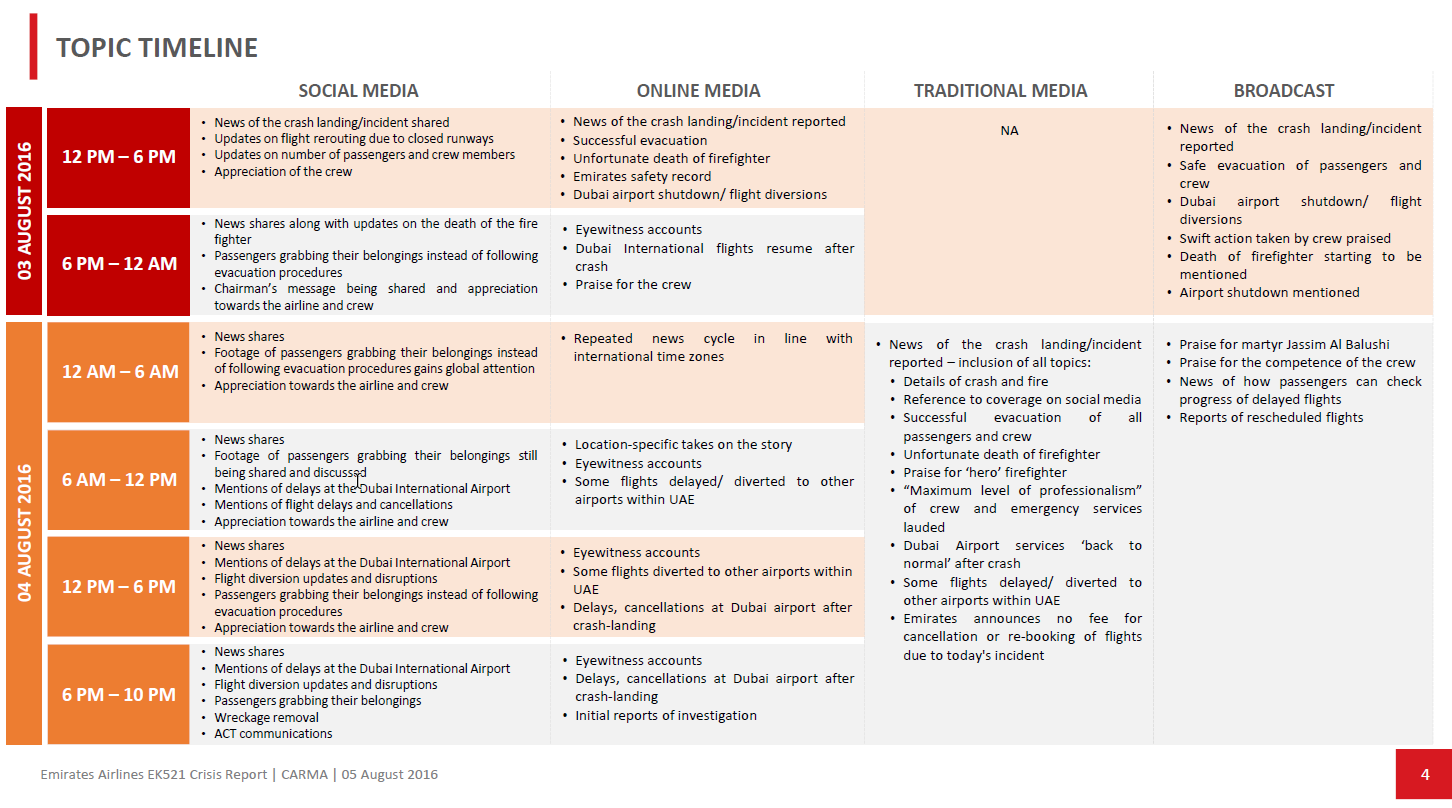 TOPIC TIMELINE
SOCIAL MEDIA
ONLINE MEDIA
TRADITIONAL MEDIA
BROADCAST
03 AUGUST 2016
12 PM – 6 PM
• News of the crash landing/incident shared
• Updates on flight rerouting due to closed runways
• Updates on number of passengers and crew members
• Appreciation of the crew
• News of the crash landing/incident reported
• Successful evacuation
• Unfortunate death of firefighter
• Emirates safety record
• Dubai airport shutdown/ flight diversions
NA
• News of the crash landing/incident
reported
• Safe evacuation of passengers and
crew
• Dubai airport shutdown/ flight
diversions
• Swift action taken by crew praised
• Death of firefighter starting to be
mentioned
• Airport shutdown mentioned
6 PM – 12 AM
• News shares along with updates on the death of the fire
fighter
• Passengers grabbing their belongings instead of following
evacuation procedures
• Chairman's message being shared and appreciation
towards the airline and crew
• Eyewitness accounts
• Dubai International flights resume after
crash
• Praise for the crew
04 AUGUST 2016
12 AM – 6 AM
• News shares
• Footage of passengers grabbing their belongings instead
of following evacuation procedures gains global attention
• Appreciation towards the airline and crew
• Repeated news cycle in line with
international time zones
• News of the crash landing/incident
reported – inclusion of all topics:
• Details of crash and fire
• Reference to coverage on social media
• Successful evacuation of all
passengers and crew
• Unfortunate death of firefighter
• Praise for ‘hero’ firefighter
• “Maximum level of professionalism”
of crew and emergency services
lauded
• Dubai Airport services ‘back to
normal’ after crash
• Some flights delayed/ diverted to
other airports within UAE
• Emirates announces no fee for
cancellation or re-booking of flights
due to today's incident
• Praise for martyr Jassim Al Balushi
• Praise for the competence of the crew
• News of how passengers can check
progress of delayed flights
• Reports of rescheduled flights
6 AM – 12 PM
• News shares
• Footage of passengers grabbing their belongings still
being shared and discussed
• Mentions of delays at the Dubai International Airport
• Mentions of flight delays and cancellations
• Appreciation towards the airline and crew
• Location-specific takes on the story
• Eyewitness accounts
• Some flights delayed/ diverted to other
airports within UAE
12 PM – 6 PM
• News shares
• Mentions of delays at the Dubai International Airport
• Flight diversion updates and disruptions
• Passengers grabbing their belongings instead of following
evacuation procedures
• Appreciation towards the airline and crew
• Eyewitness accounts
• Some flights diverted to other airports within
UAE
• Delays, cancellations at Dubai airport after
crash-landing
6 PM – 10 PM
• News shares
• Mentions of delays at the Dubai International Airport
• Flight diversion updates and disruptions
• Passengers grabbing their belongings
• Wreckage removal
• ACT communications
• Eyewitness accounts
• Delays, cancellations at Dubai airport after
crash-landing
• Initial reports of investigation
Emirates Airlines EK521 Crisis Report | CARMA | 05 August 2016
4